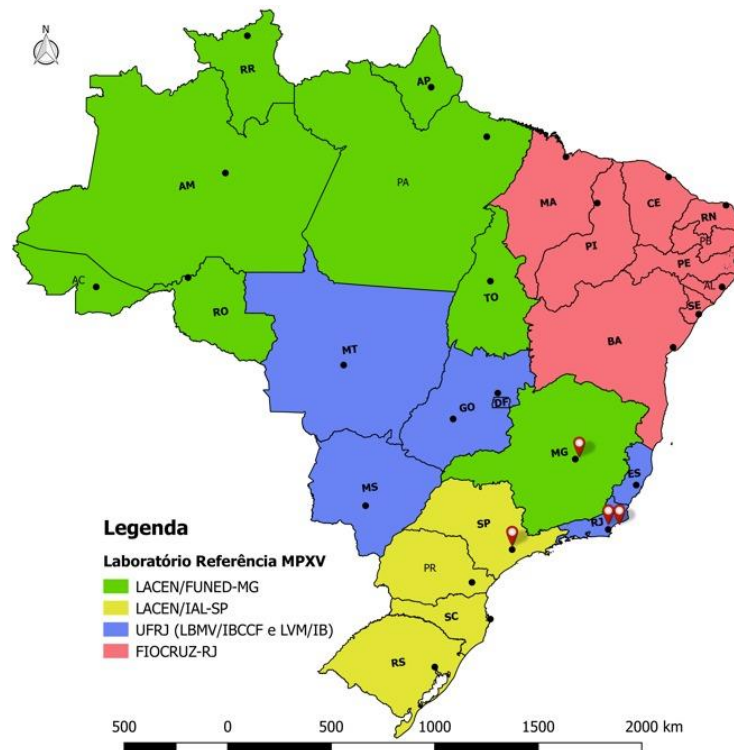 N
RR
AP
AM
PA
MA
CE
RN
PB
PI
PE
AC
AL
TO
SE
RO
BA
MT
GO
DF
MG
ES
MS
SP
RJ
PR
SC
RS
Legenda
Laboratório Referência MPXV
LACEN/FUNED-MG
LACEN/IAL-SP
UFRJ (LBMV/IBCCF e LVM/IB)
FIOCRUZ-RJ
500 0 500 1000 1500 2000 km